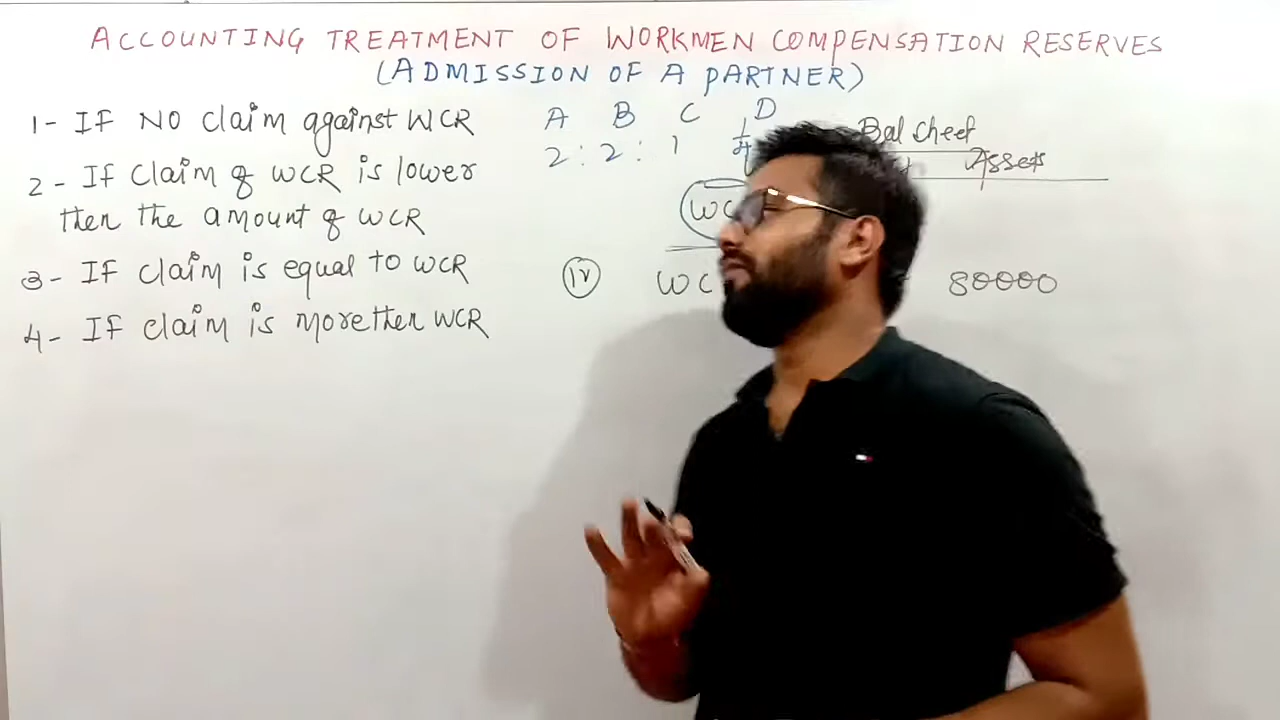 ACCOUNTING TREATMENT OF WORKMEN COMPENSATION RESERVES
(ADMISSION OF A PARTNER)
1- IF NO claim against WCR
2- If Claim of WCR is lower
then the amount of WCR
3- IF claim is equal to WCR
4- IF claim is morethen WCR
A B C D
2 : 2 : 1
Bal Sheet
Assets
WC
(iv) WC 80000